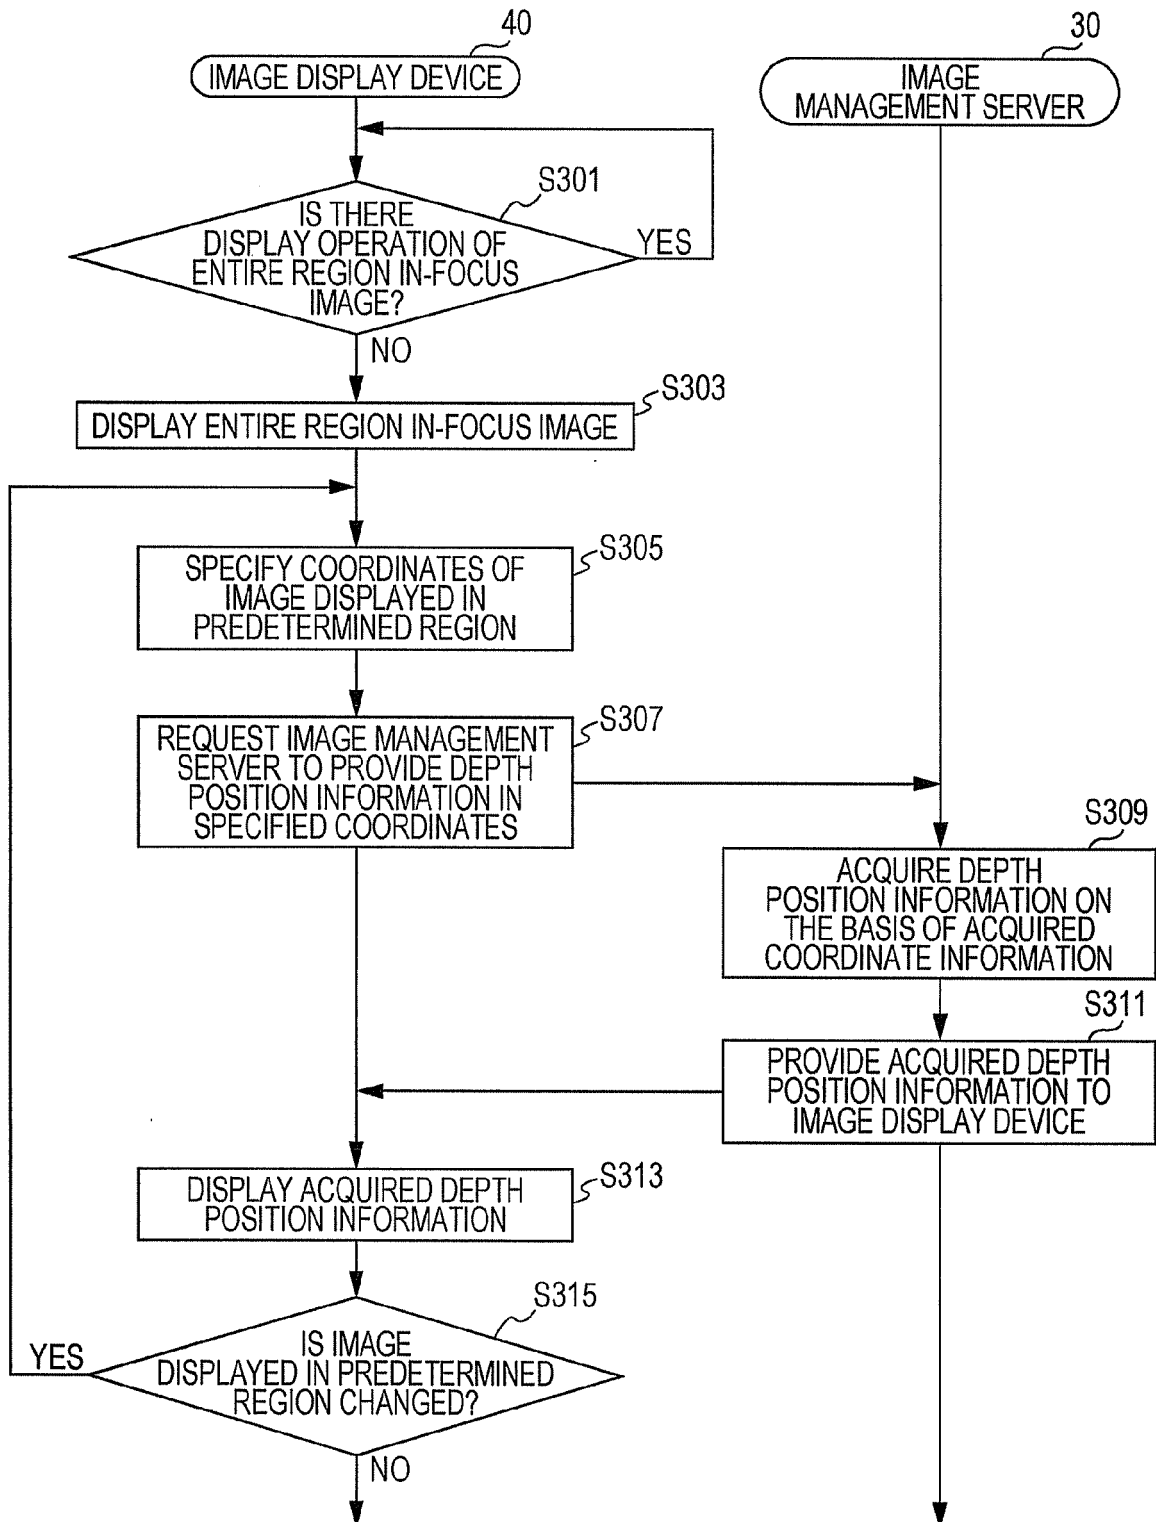 40
IMAGE DISPLAY DEVICE
30
IMAGE
MANAGEMENT SERVER
S301
IS THERE
DISPLAY OPERATION OF
ENTIRE REGION IN-FOCUS
IMAGE?
YES
NO
S303
DISPLAY ENTIRE REGION IN-FOCUS IMAGE
S305
SPECIFY COORDINATES OF
IMAGE DISPLAYED IN
PREDETERMINED REGION
S307
REQUEST IMAGE MANAGEMENT
SERVER TO PROVIDE DEPTH
POSITION INFORMATION IN
SPECIFIED COORDINATES
S309
ACQUIRE DEPTH
POSITION INFORMATION ON
THE BASIS OF ACQUIRED
COORDINATE INFORMATION
S311
PROVIDE ACQUIRED DEPTH
POSITION INFORMATION TO
IMAGE DISPLAY DEVICE
S313
DISPLAY ACQUIRED DEPTH
POSITION INFORMATION
S315
IS IMAGE
DISPLAYED IN PREDETERMINED
REGION CHANGED?
YES
NO